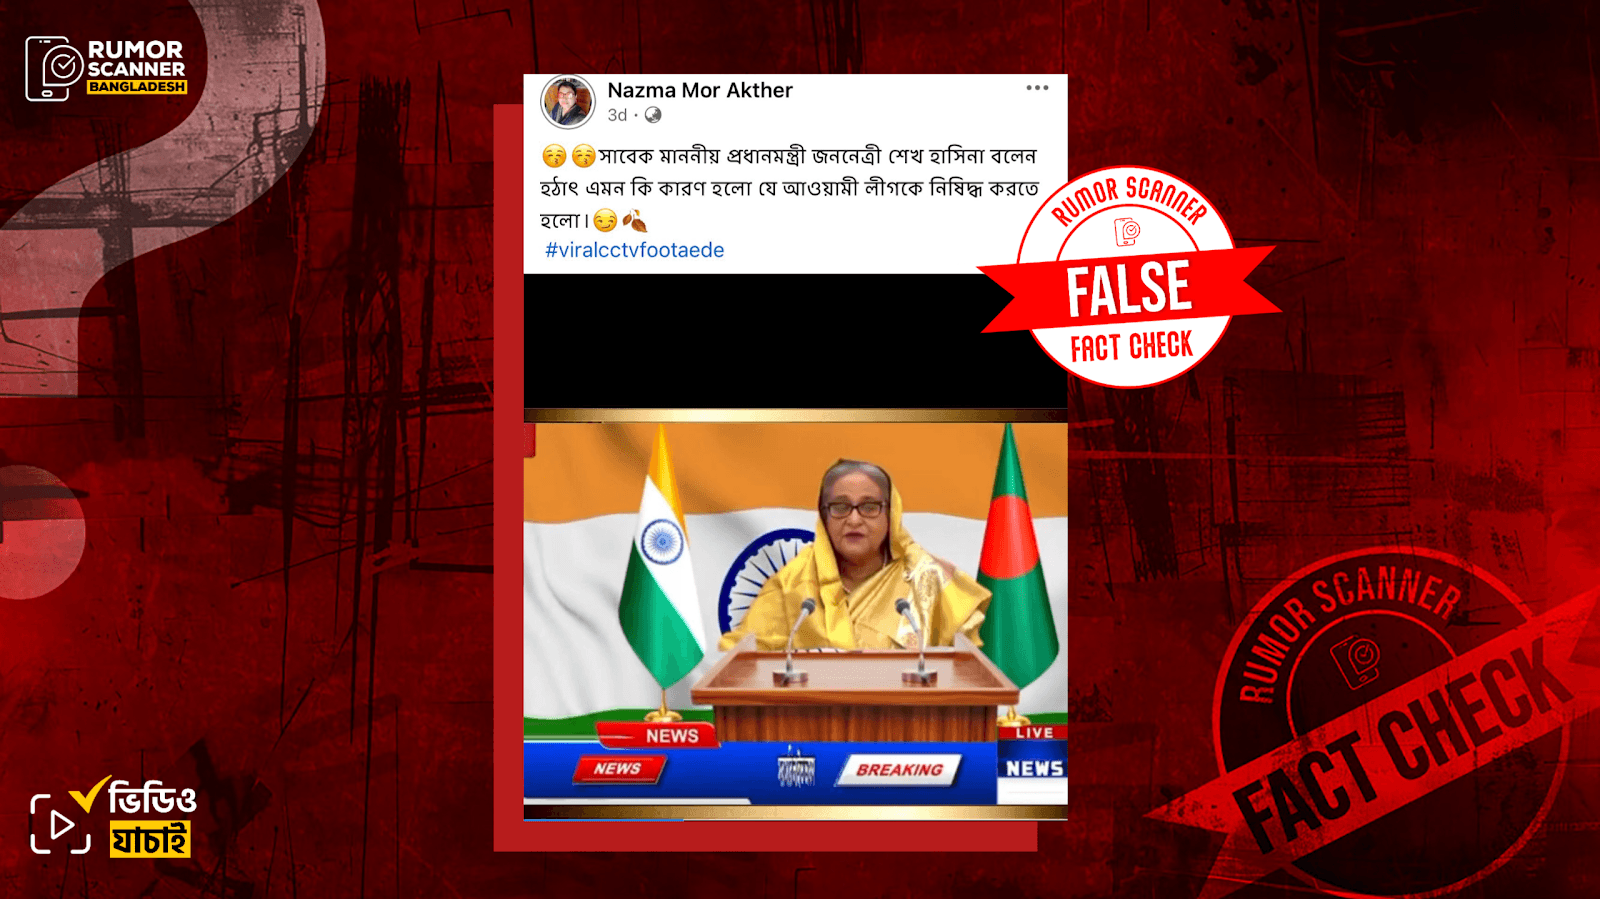 RUMOR
SCANNER
BANGLADESH
Nazma Mor Akther
3d
সাবেক মাননীয় প্রধানমন্ত্রী জননেত্রী শেখ হাসিনা বলেন
হঠাৎ এমন কি কারণ হলো যে আওয়ামী লীগকে নিষিদ্ধ করতে
হলো।
#viralcctvfootaede
RUMOR SCANNER
FALSE
FACT CHECK
NEWS
LIVE
NEWS
BREAKING
NEWS
RUMOR SCANNER
FACT CHECK
ভিডিও
যাচাই